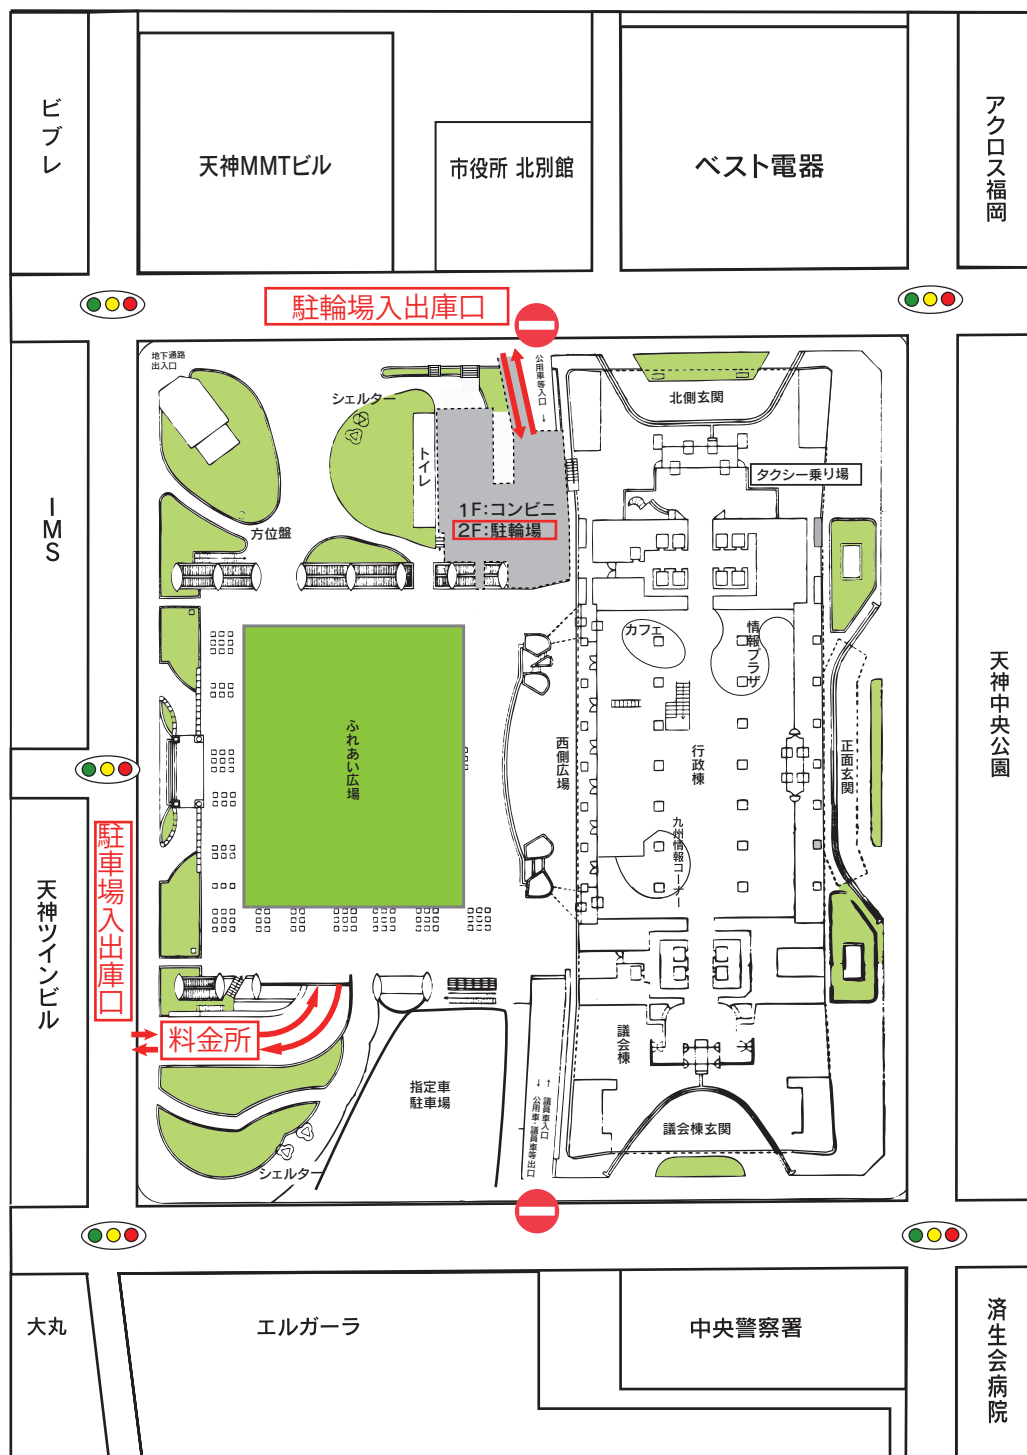 ビブレ
天神MMTビル
市役所 北別館
ベスト電器
アクロス福岡
駐輪場入出庫口
地下通路
出入口
シェルター
公用車等入口
↓
北側玄関
トイレ
タクシー乗り場
IMS
方位盤
1F:コンビニ
2F:駐輪場
カフェ
情報プラザ
ふれあい広場
西側広場
行政棟
正面玄関
天神中央公園
九州情報コーナー
駐車場入出庫口
天神ツインビル
料金所
議会棟
指定車
駐車場
↑ 議員車入口
↓ 公用車・議員車等出口
議会棟玄関
シェルター
大丸
エルガーラ
中央警察署
済生会病院